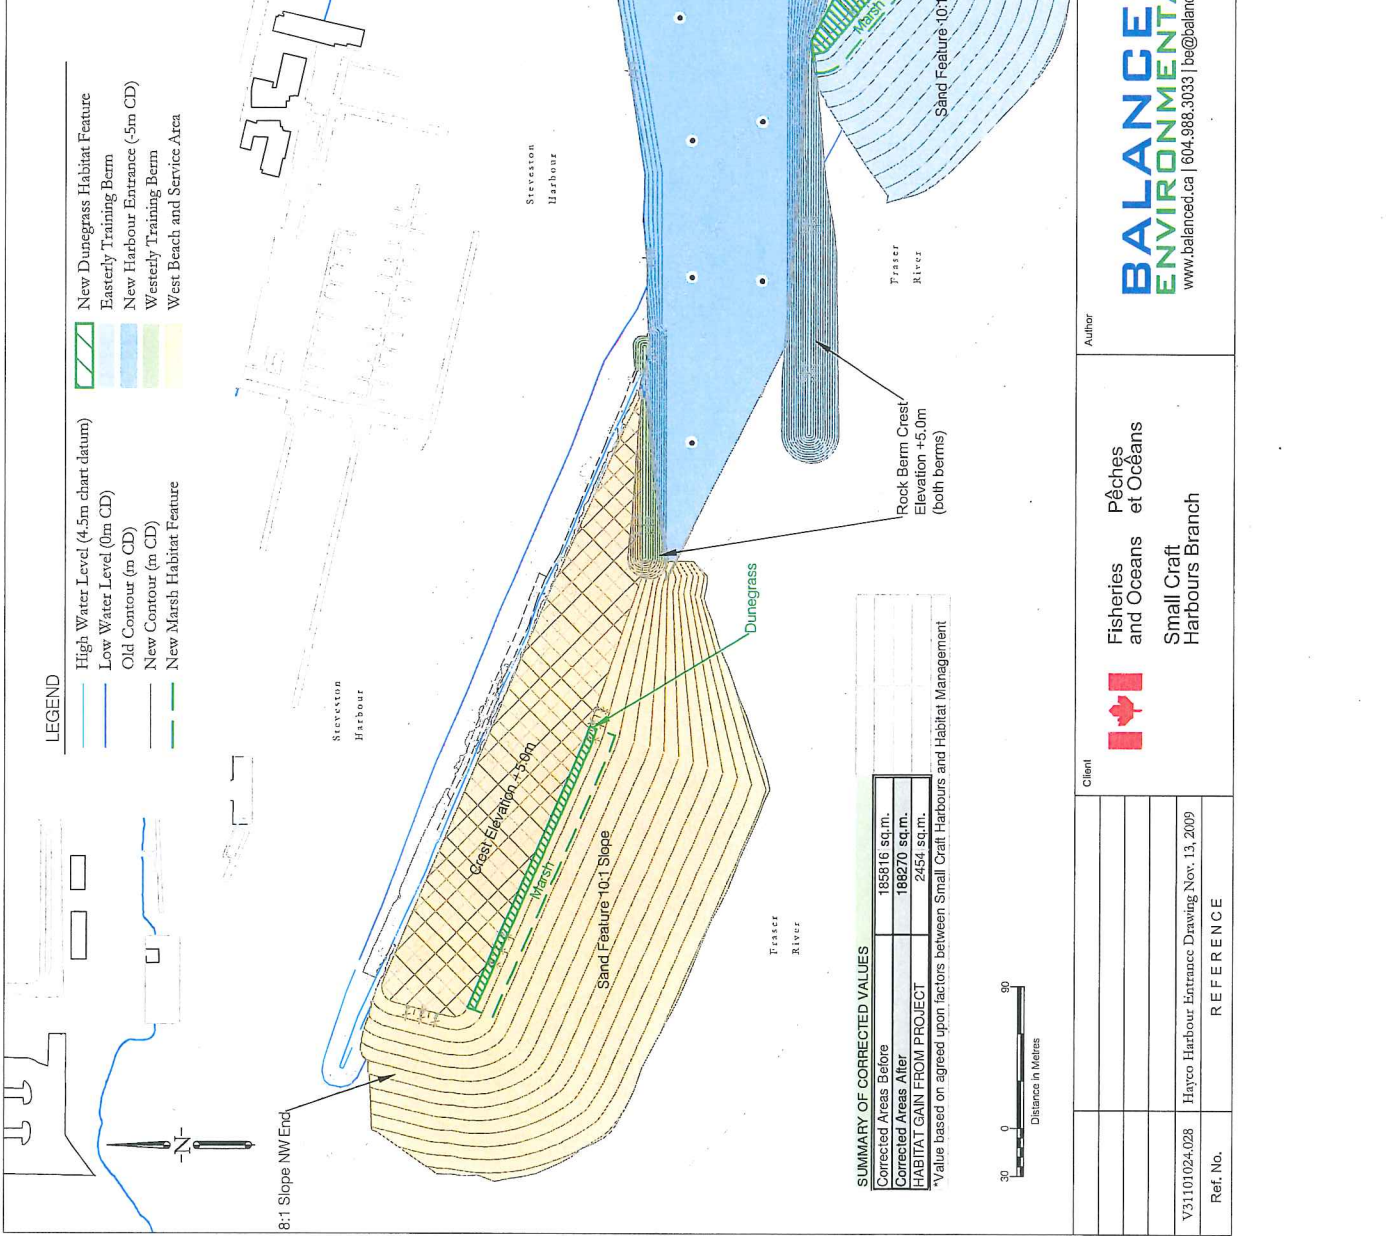 LEGEND
High Water Level (4.5m chart datum)
Low Water Level (0m CD)
Old Contour (m CD)
New Contour (m CD)
New Marsh Habitat Feature
New Dunegrass Habitat Feature
Easterly Training Berm
New Harbour Entrance (-5m CD)
Westerly Training Berm
West Beach and Service Area
-N-
8:1 Slope NW End
Steveston
Harbour
Steveston
Harbour
Crest Elevation +5.0m
Marsh
Sand Feature 10:1 Slope
Dunegrass
Fraser
River
Rock Berm Crest
Elevation +5.0m
(both berms)
Fraser
River
Marsh
Sand Feature 10:1
SUMMARY OF CORRECTED VALUES
Corrected Areas Before 185816 sq.m.
Corrected Areas After 188270 sq.m.
HABITAT GAIN FROM PROJECT 2454 sq.m.
*Value based on agreed upon factors between Small Craft Harbours and Habitat Management
30 0 90
Distance in Metres
V31101024.028 Hayco Harbour Entrance Drawing Nov. 13, 2009
Ref. No. REFERENCE
Client
Fisheries Pêches
and Oceans et Océans
Small Craft
Harbours Branch
Author
BALANCE
ENVIRONMENTA
www.balanced.ca | 604.988.3033 | be@balanc